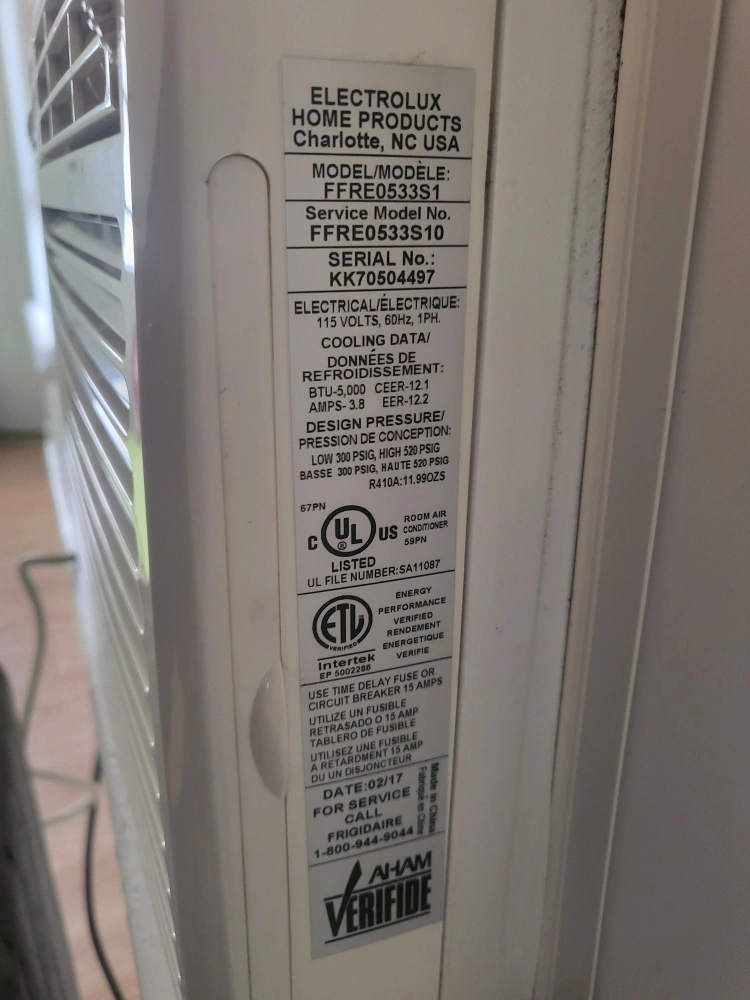 ELECTROLUX
HOME PRODUCTS
Charlotte, NC USA
MODEL/MODÈLE:
FFRE0533S1
Service Model No.
FFRE0533S10
SERIAL No.:
KK70504497
ELECTRICAL/ÉLECTRIQUE:
115 VOLTS, 60Hz, 1PH.
COOLING DATA/
DONNÉES DE
REFROIDISSEMENT:
BTU-5,000 CEER-12.1
AMPS- 3.8 EER-12.2
DESIGN PRESSURE/
PRESSION DE CONCEPTION:
LOW 300 PSIG, HIGH 520 PSIG
BASSE 300 PSIG, HAUTE 520 PSIG
R410A:11.99OZS
67PN
C UL ® US
ROOM AIR
CONDITIONER
59PN
LISTED
UL FILE NUMBER:SA11087
ETL
VERIFIED
Intertek
EP 5002286
ENERGY
PERFORMANCE
VERIFIED
RENDEMENT
ENERGETIQUE
VERIFIE
USE TIME DELAY FUSE OR
CIRCUIT BREAKER 15 AMPS
UTILIZE UN FUSIBLE
RETRASADO O 15 AMP
TABLERO DE FUSIBLE
UTILISEZ UNE FUSIBLE
A RETARDMENT 15 AMP
DU UN DISJONCTEUR
DATE:02/17
FOR SERVICE
CALL
FRIGIDAIRE
1-800-944-9044
Made in China
Fabriqué en Chine
AHAM
VERIFIDE